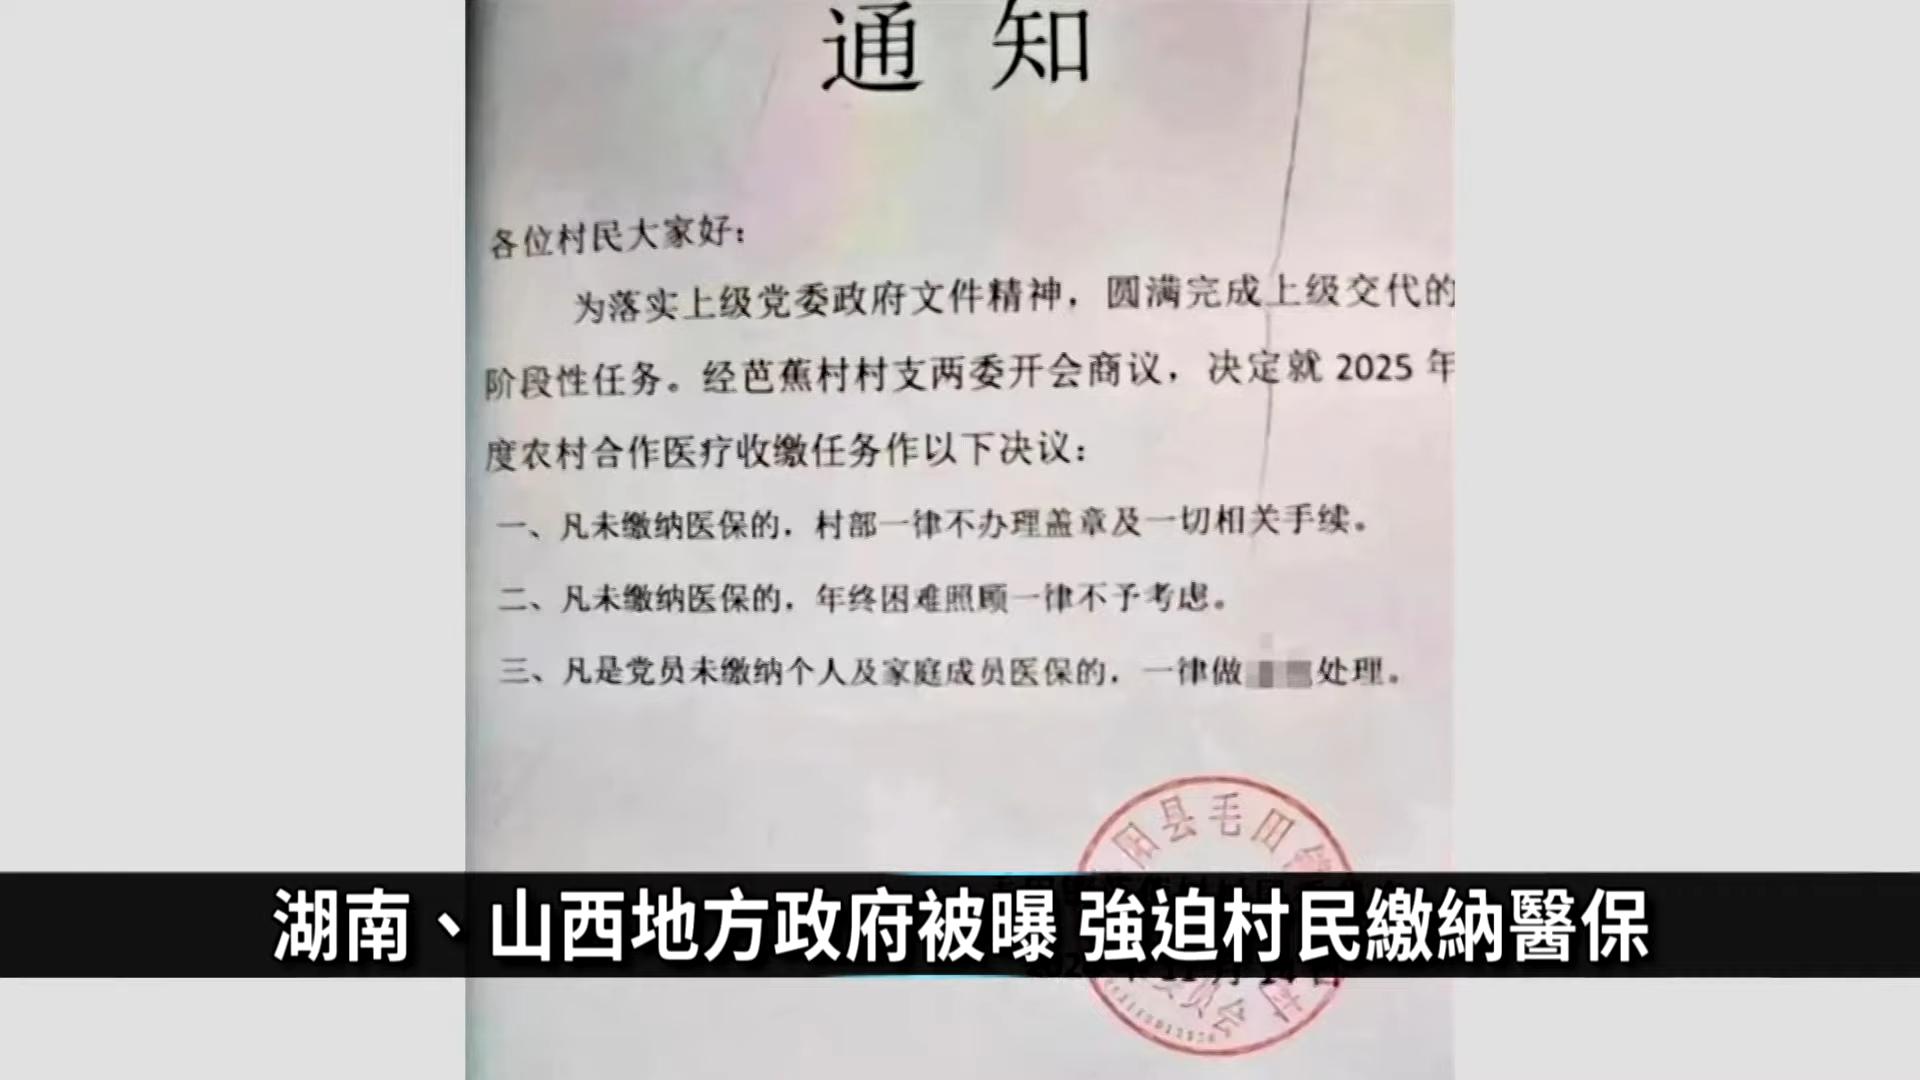 通 知
各位村民大家好：
为落实上级党委政府文件精神，圆满完成上级交代的
阶段性任务。经芭蕉村村支两委开会商议，决定就 2025 年
度农村合作医疗收缴任务作以下决议：
一、凡未缴纳医保的，村部一律不办理盖章及一切相关手续。
二、凡未缴纳医保的，年终困难照顾一律不予考虑。
三、凡是党员未缴纳个人及家庭成员医保的，一律做处理。
阳县毛田
湖南、山西地方政府被曝 強迫村民繳納醫保